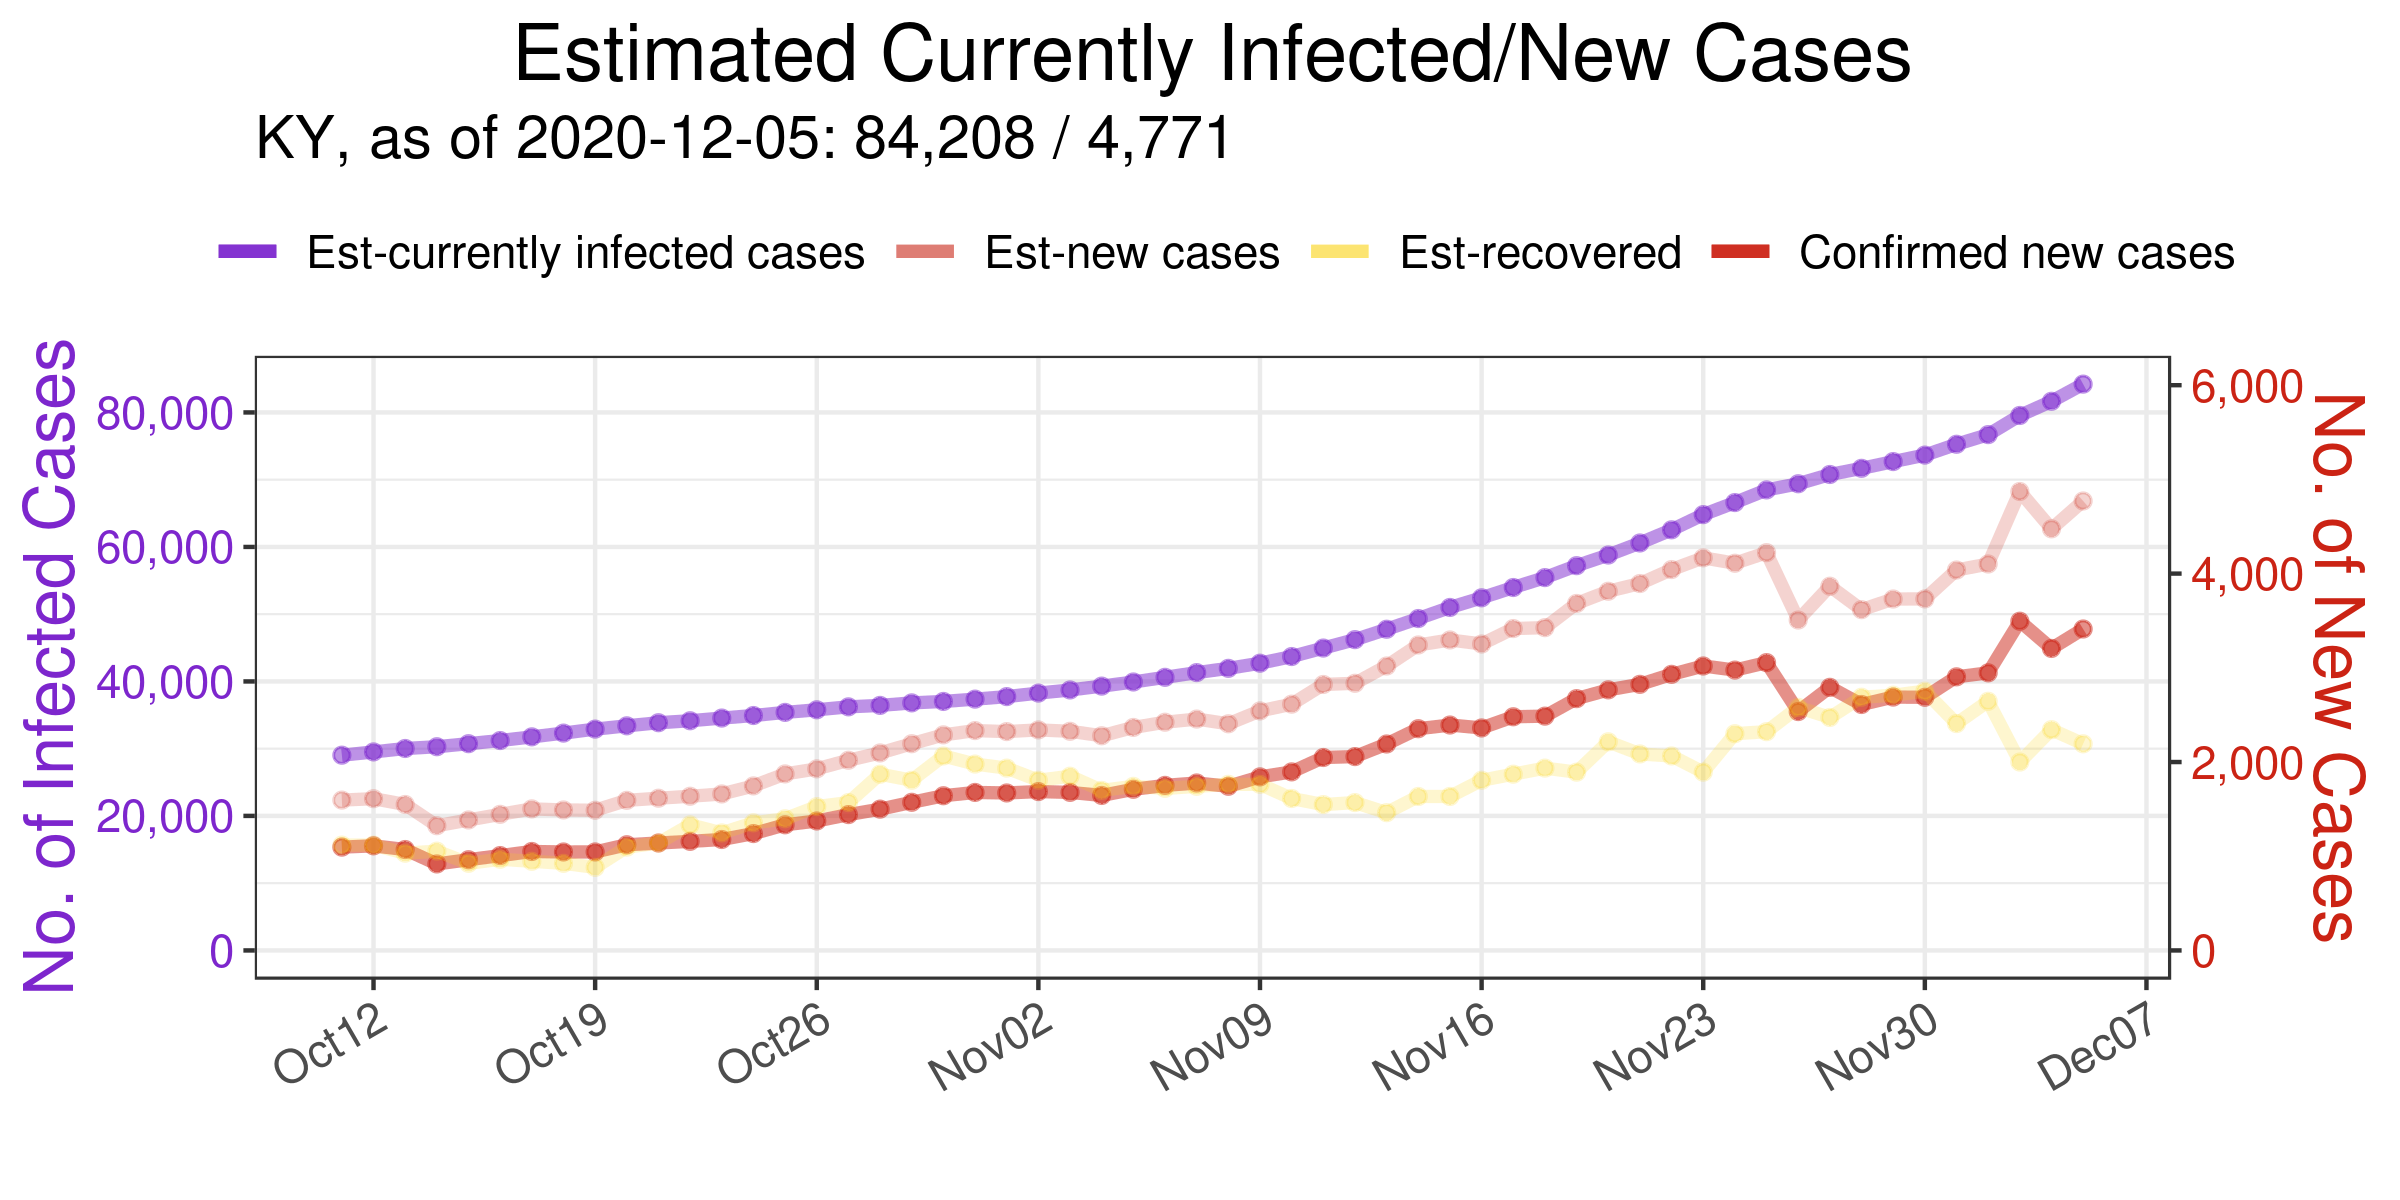 Estimated Currently Infected/New Cases
KY, as of 2020-12-05: 84,208 / 4,771
Est-currently infected cases Est-new cases Est-recovered Confirmed new cases
No. of Infected Cases
80,000
60,000
40,000
20,000
0
6,000
4,000
2,000
0
No. of New Cases
Oct12 Oct19 Oct26 Nov02 Nov09 Nov16 Nov23 Nov30 Dec07